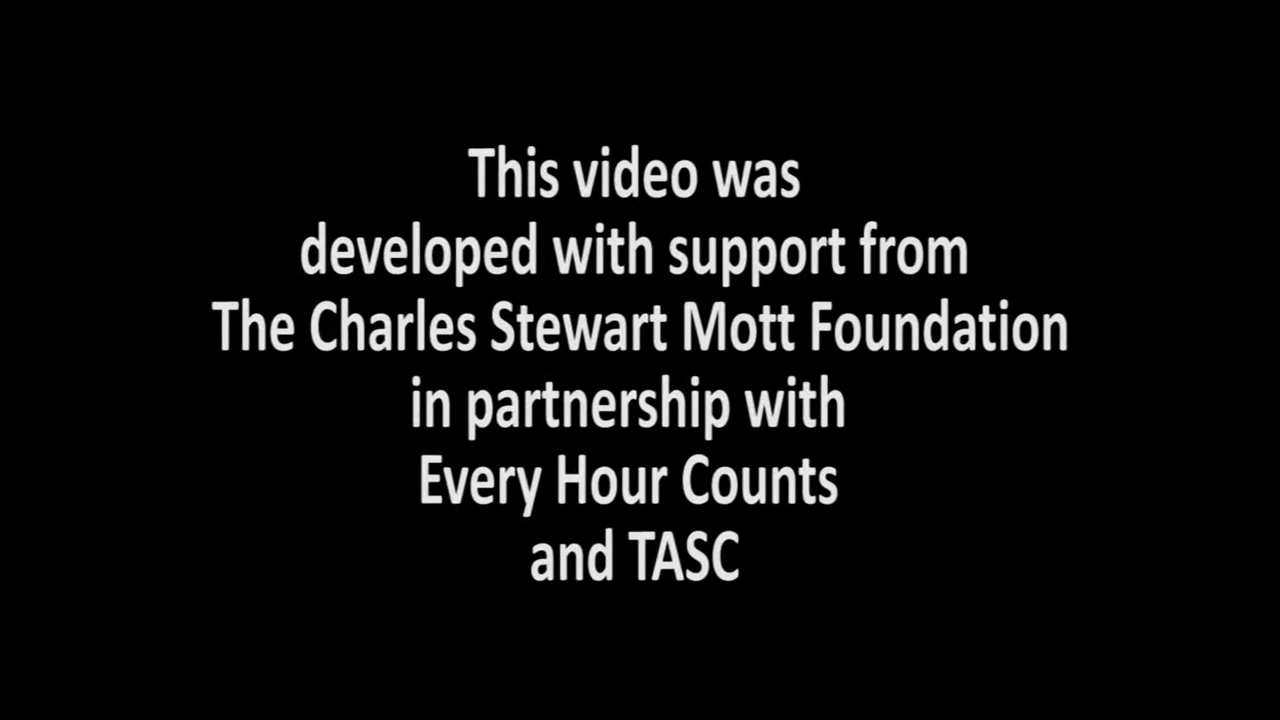 This video was
developed with support from
The Charles Stewart Mott Foundation
in partnership with
Every Hour Counts
and TASC